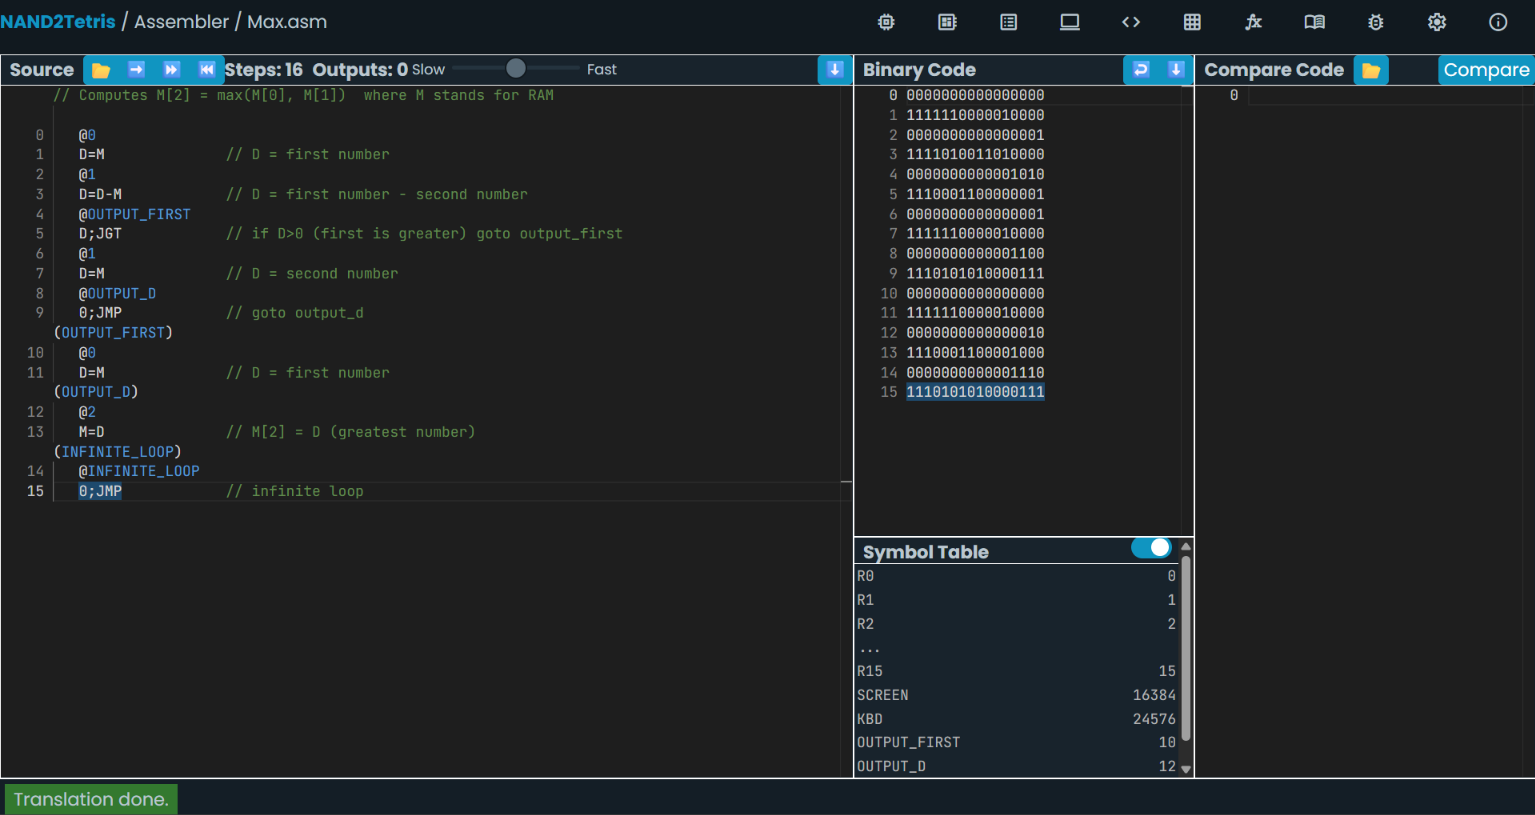 NAND2Tetris / Assembler / Max.asm
Source Steps: 16 Outputs: 0 Slow Fast
// Computes M[2] = max(M[0], M[1])  where M stands for RAM
0 @0
1 D=M // D = first number
2 @1
3 D=D-M // D = first number - second number
4 @OUTPUT_FIRST
5 D;JGT // if D>0 (first is greater) goto output_first
6 @1
7 D=M // D = second number
8 @OUTPUT_D
9 0;JMP // goto output_d
(OUTPUT_FIRST)
10 @0
11 D=M // D = first number
(OUTPUT_D)
12 @2
13 M=D // M[2] = D (greatest number)
(INFINITE_LOOP)
14 @INFINITE_LOOP
15 0;JMP // infinite loop
Binary Code
0 0000000000000000
1 1111110000010000
2 0000000000000001
3 1111010011010000
4 0000000000001010
5 1110001100000001
6 0000000000000001
7 1111110000010000
8 0000000000001100
9 1110101010000111
10 0000000000000000
11 1111110000010000
12 0000000000000010
13 1110001100001000
14 0000000000001110
15 1110101010000111
Symbol Table
R0 0
R1 1
R2 2
...
R15 15
SCREEN 16384
KBD 24576
OUTPUT_FIRST 10
OUTPUT_D 12
Compare Code Compare
0
Translation done.